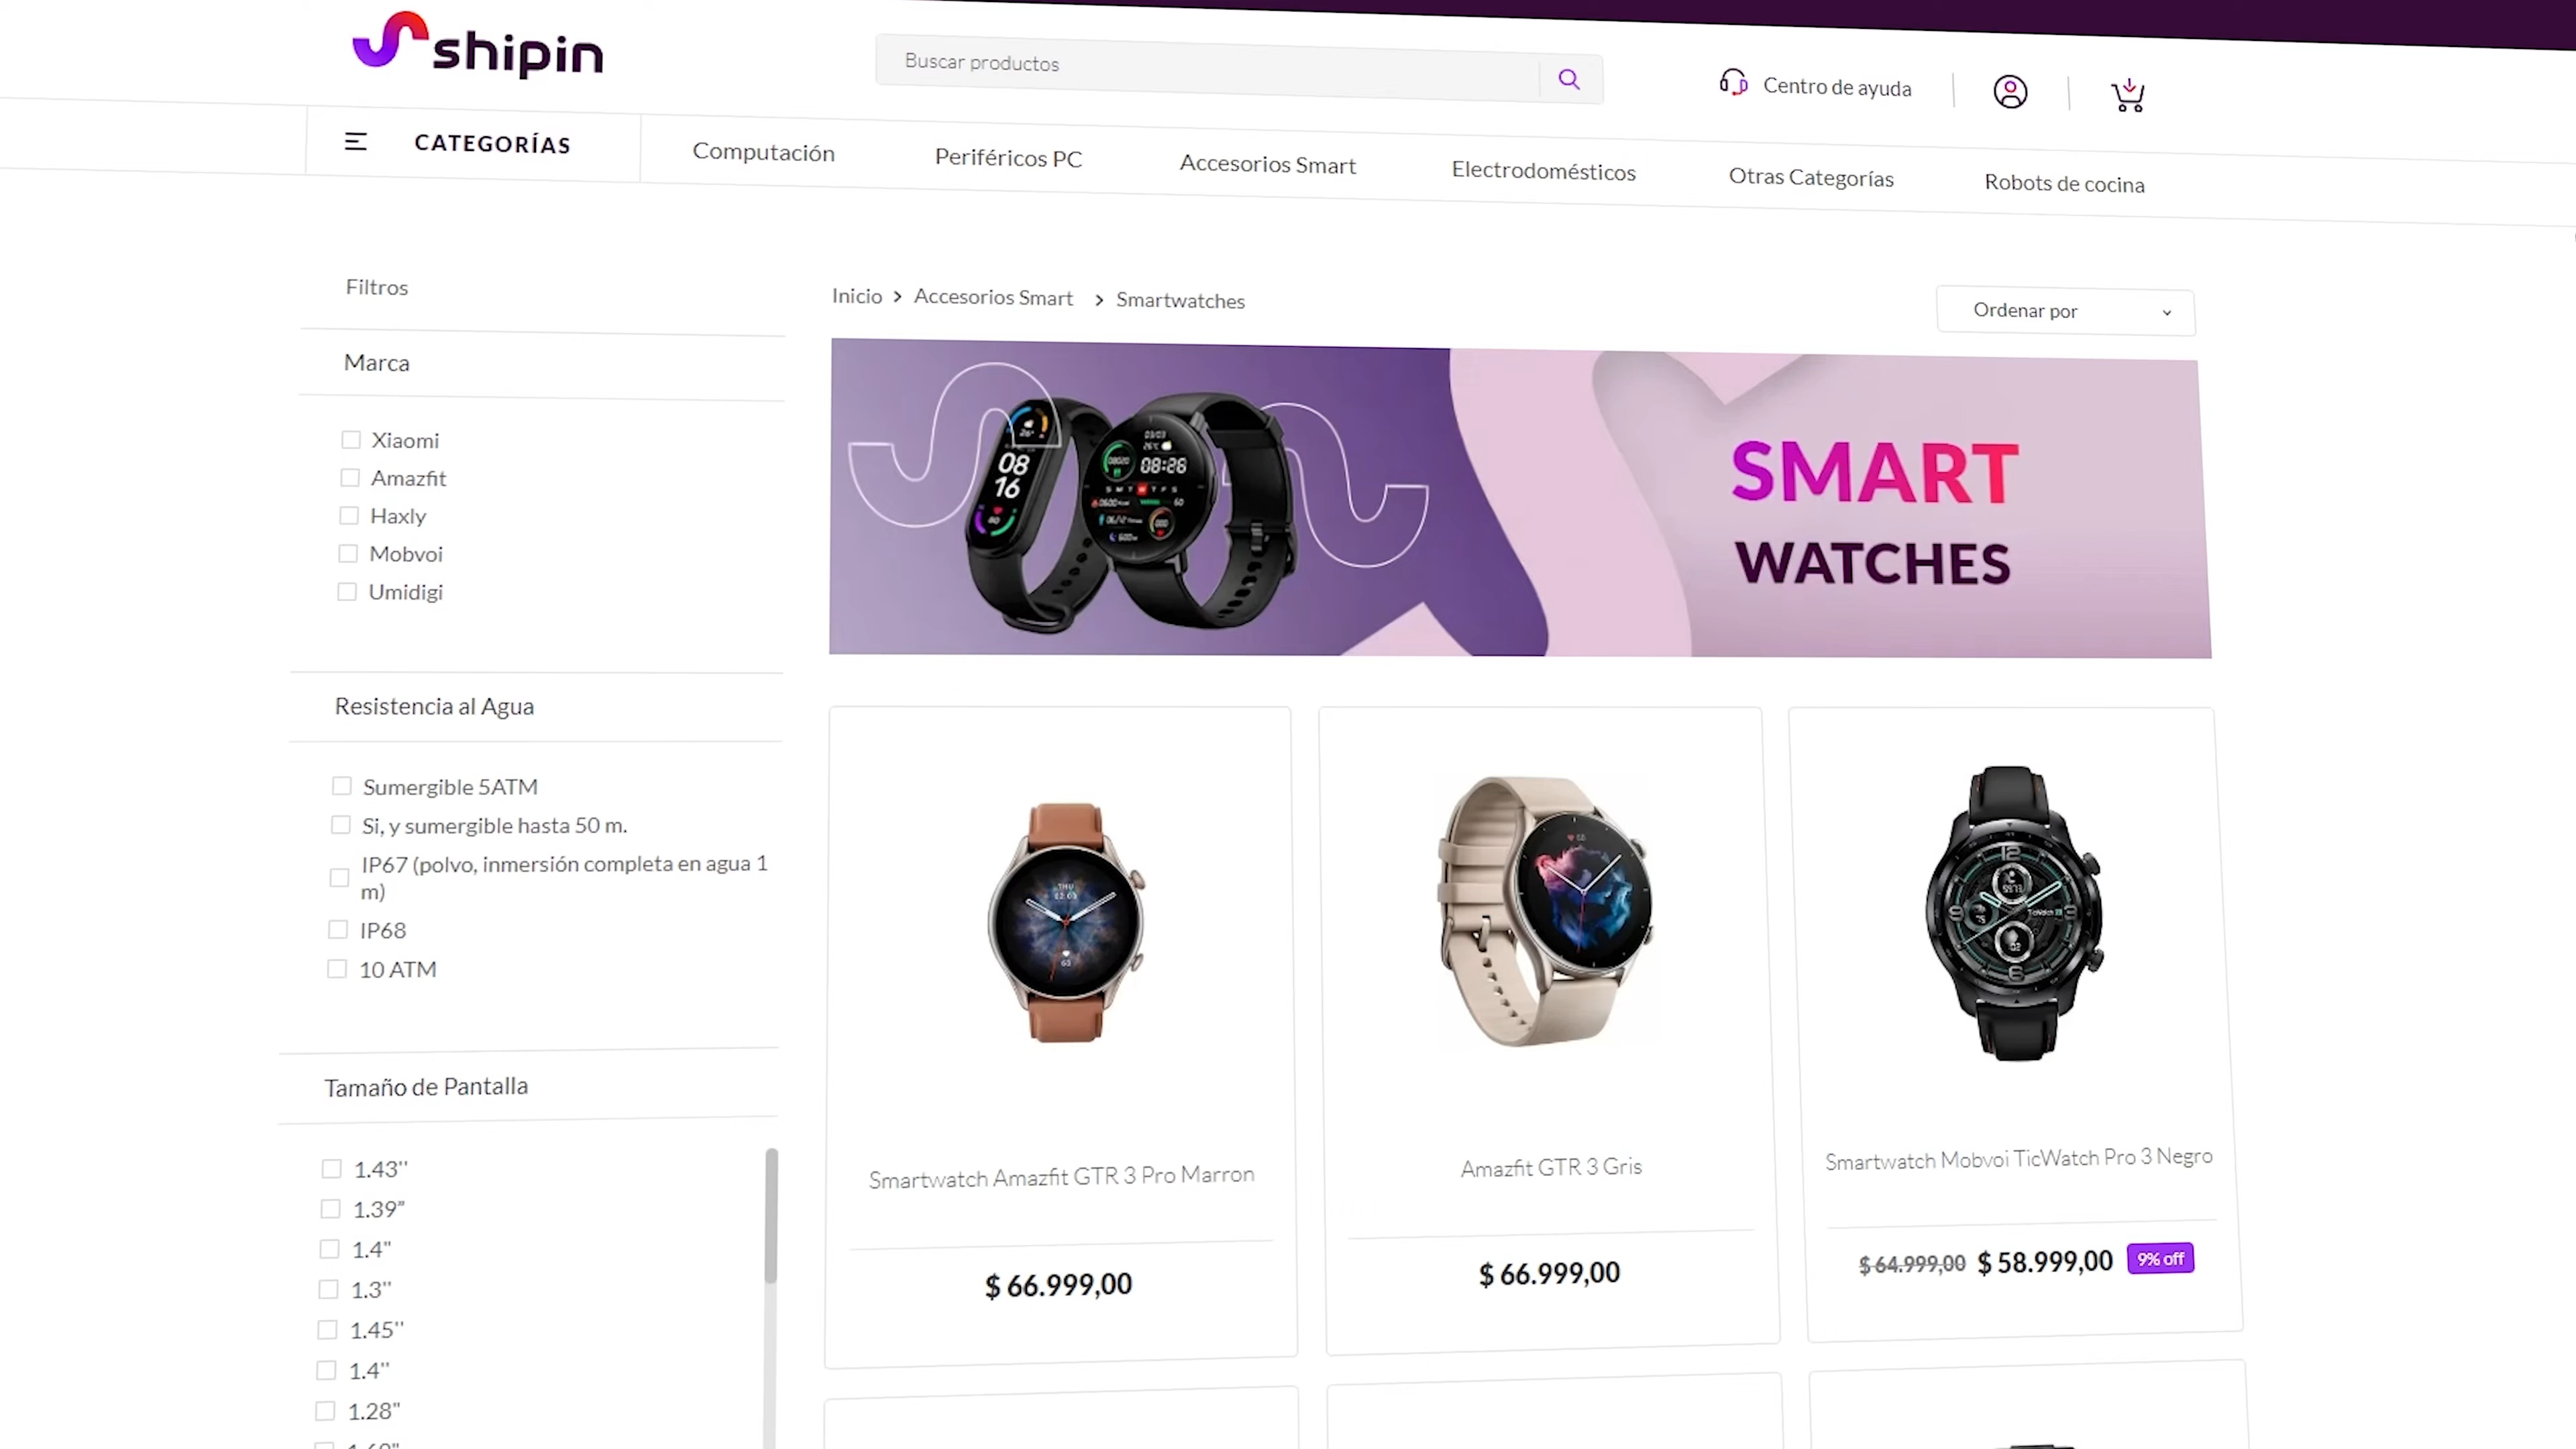 shipin
Buscar productos
Centro de ayuda
CATEGORÍAS
Computación
Periféricos PC
Accesorios Smart
Electrodomésticos
Otras Categorías
Robots de cocina
Filtros
Marca
Xiaomi
Amazfit
Haxly
Mobvoi
Umidigi
Resistencia al Agua
Sumergible 5ATM
Si, y sumergible hasta 50 m.
IP67 (polvo, inmersión completa en agua 1
m)
IP68
10 ATM
Tamaño de Pantalla
1.43''
1.39”
1.4"
1.3''
1.45''
1.4''
1.28"
Inicio > Accesorios Smart > Smartwatches
Ordenar por
08
16
08:26
SMART
WATCHES
Smartwatch Amazfit GTR 3 Pro Marron
$ 66.999,00
Amazfit GTR 3 Gris
$ 66.999,00
Smartwatch Mobvoi TicWatch Pro 3 Negro
$ 64.999,00 $ 58.999,00 9% off